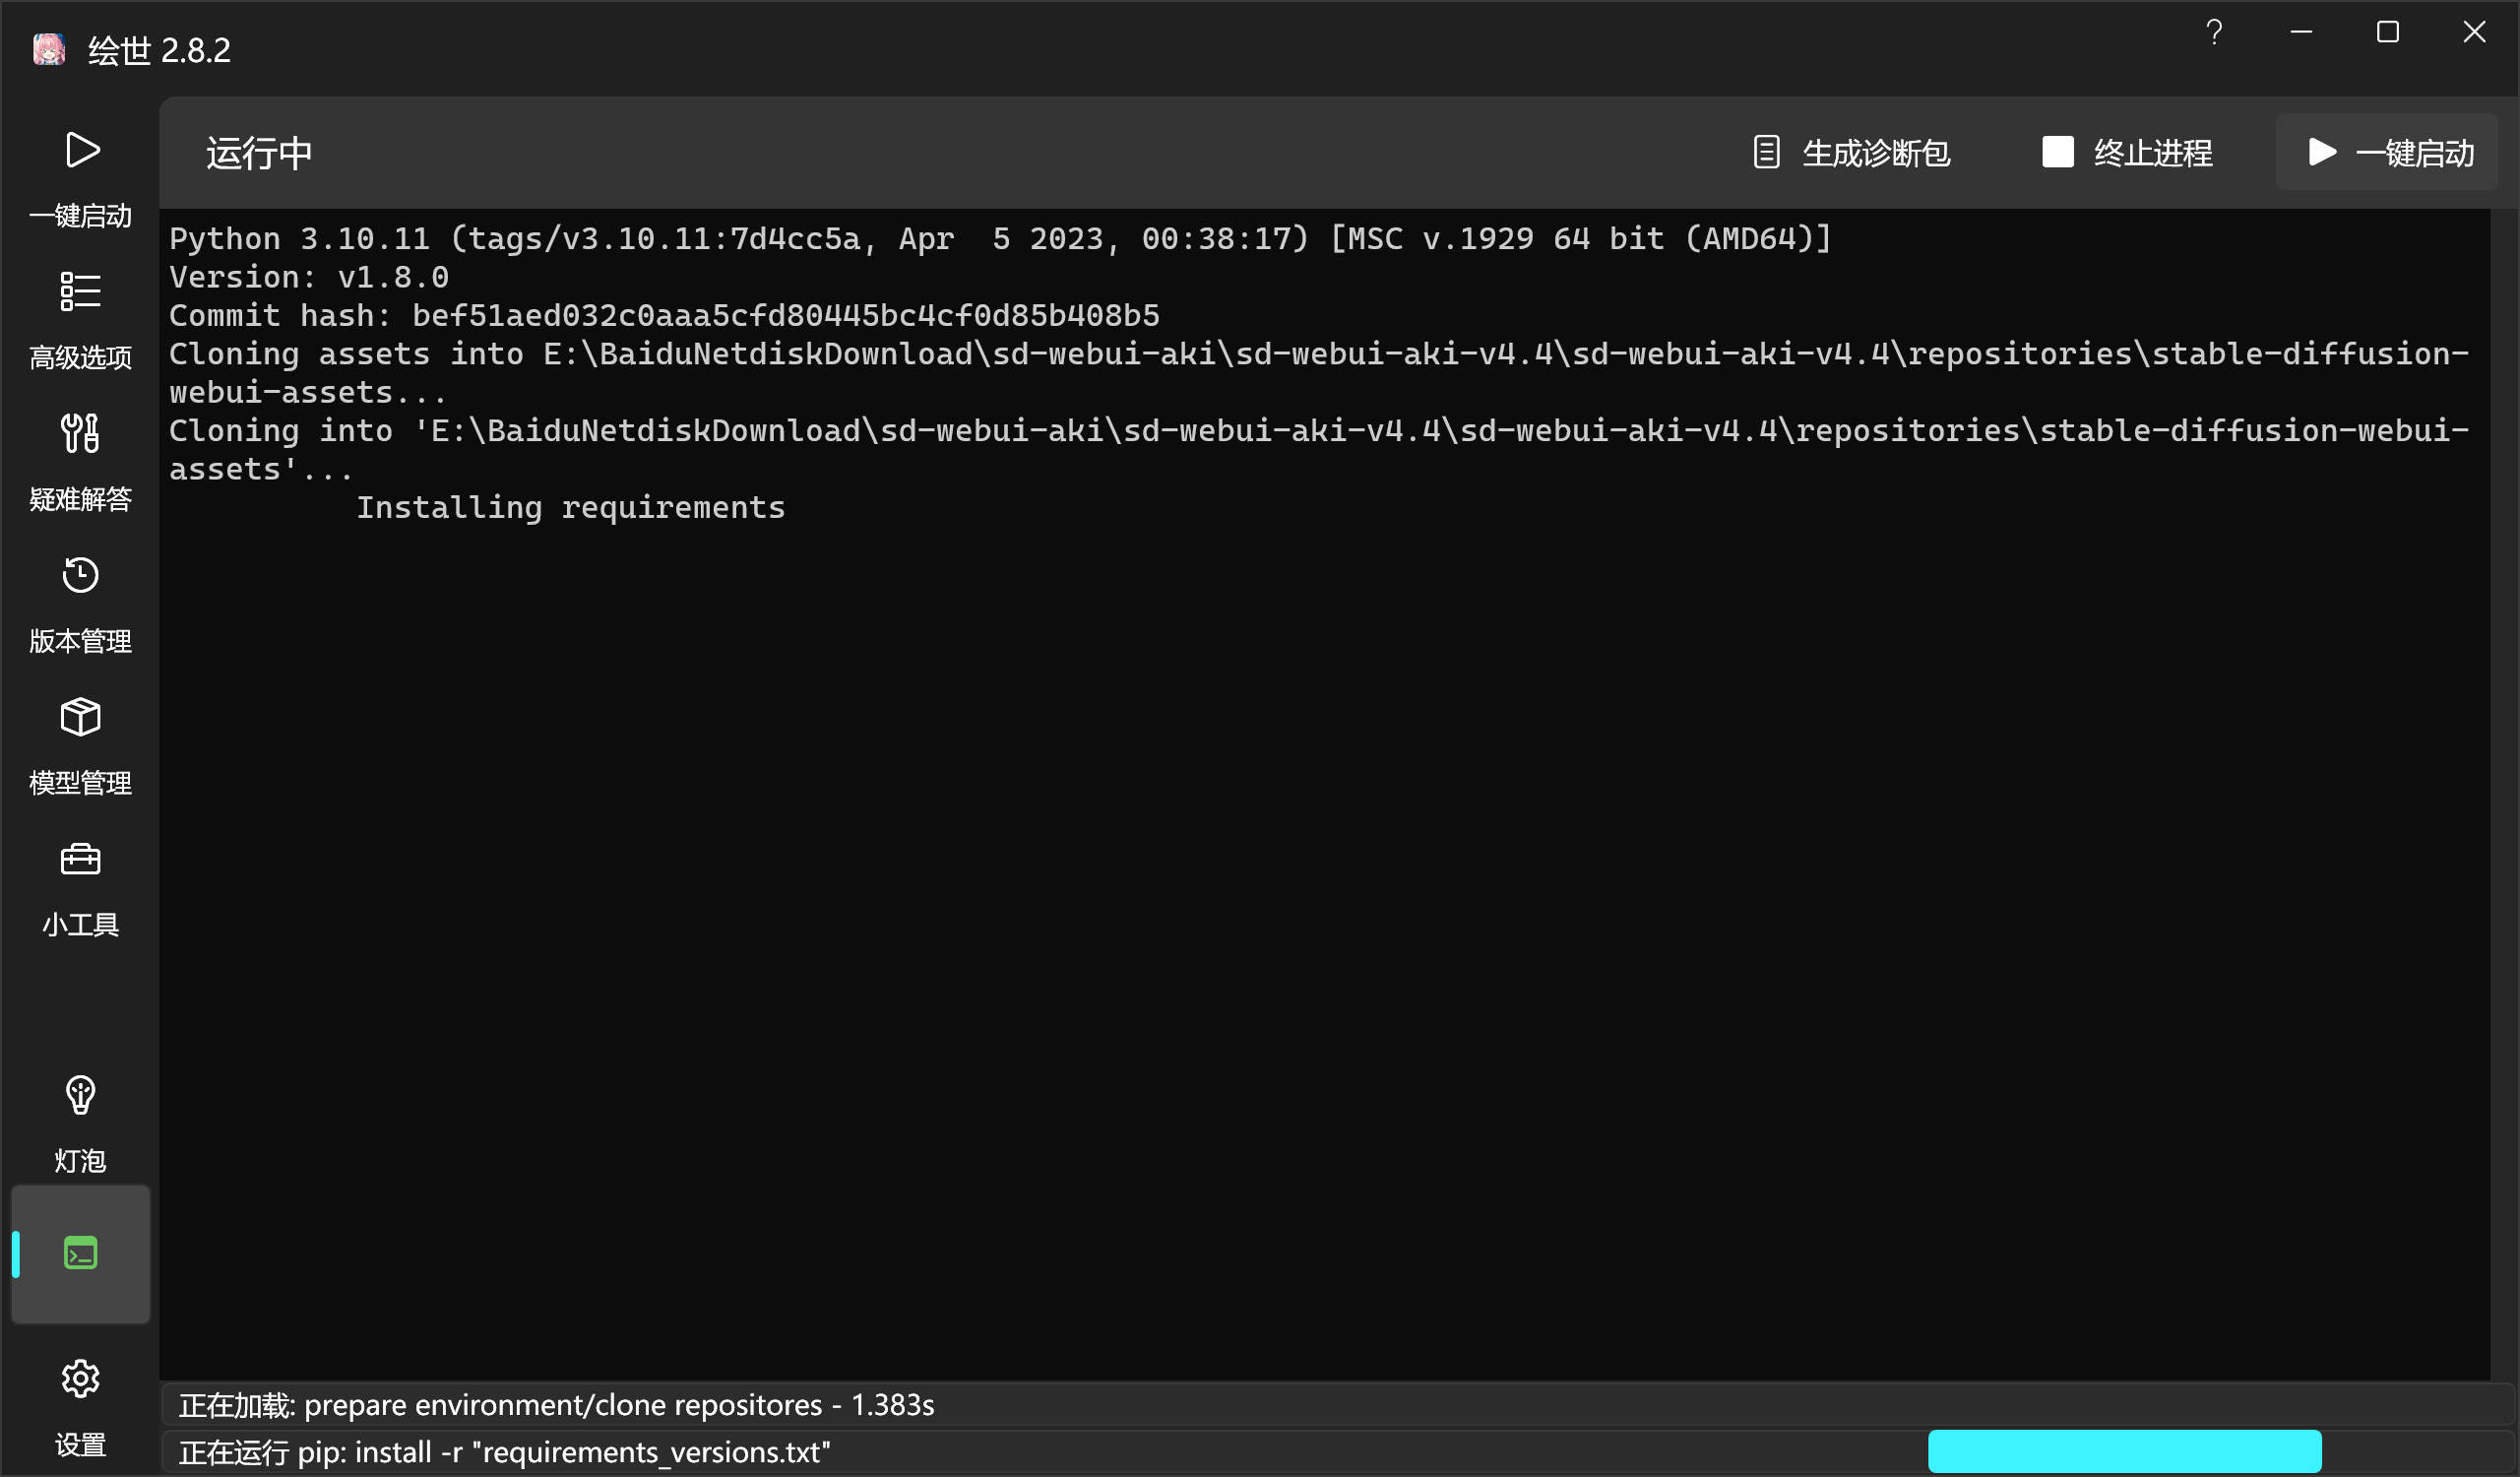 绘世 2.8.2
一键启动
高级选项
疑难解答
版本管理
模型管理
小工具
灯泡
设置
运行中
生成诊断包
终止进程
一键启动
Python 3.10.11 (tags/v3.10.11:7d4cc5a, Apr  5 2023, 00:38:17) [MSC v.1929 64 bit (AMD64)]
Version: v1.8.0
Commit hash: bef51aed032c0aaa5cfd80445bc4cf0d85b408b5
Cloning assets into E:\BaiduNetdiskDownload\sd-webui-aki\sd-webui-aki-v4.4\sd-webui-aki-v4.4\repositories\stable-diffusion-
webui-assets...
Cloning into 'E:\BaiduNetdiskDownload\sd-webui-aki\sd-webui-aki-v4.4\sd-webui-aki-v4.4\repositories\stable-diffusion-webui-
assets'...
Installing requirements
正在加载: prepare environment/clone repositores - 1.383s
正在运行 pip: install -r "requirements_versions.txt"